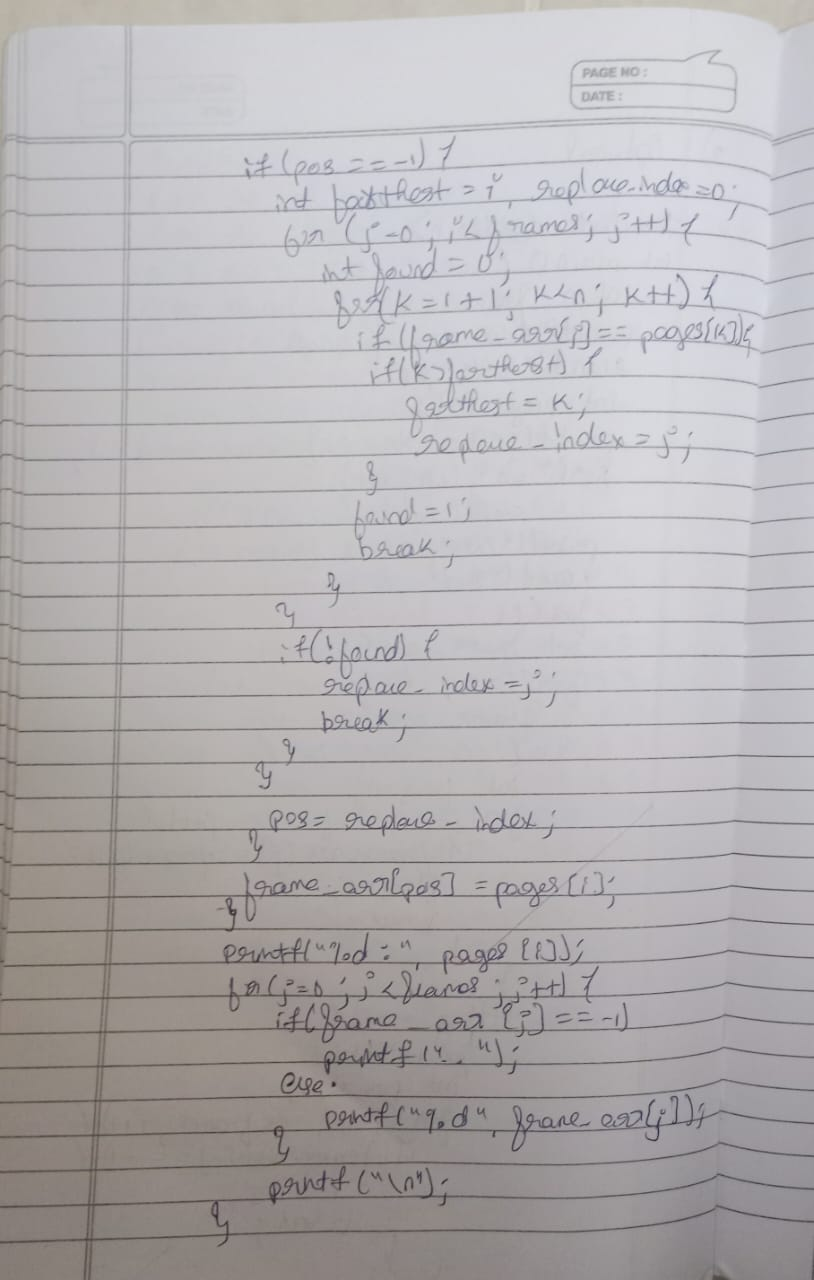 PAGE NO :
DATE :
if (pos == -1) {
int farthest = i, replace_index = 0;
for (j=0; j<frames; j++) {
int found = 0;
for(k=i+1; k<n; k++) {
if (frame_arr[j] == pages[k]){
if(k>farthest) {
farthest = k;
replace_index = j;
}
found = 1;
break;
}
}
if(!found) {
replace_index = j;
break;
}
}
pos = replace_index;
}
frame_arr[pos] = pages[i];
}
printf("%d :", pages[i]);
for(j=0; j<frames; j++) {
if(frame_arr[j] == -1)
printf(" ");
else
printf("%d", frame_arr[j]);
}
printf("\n");
}